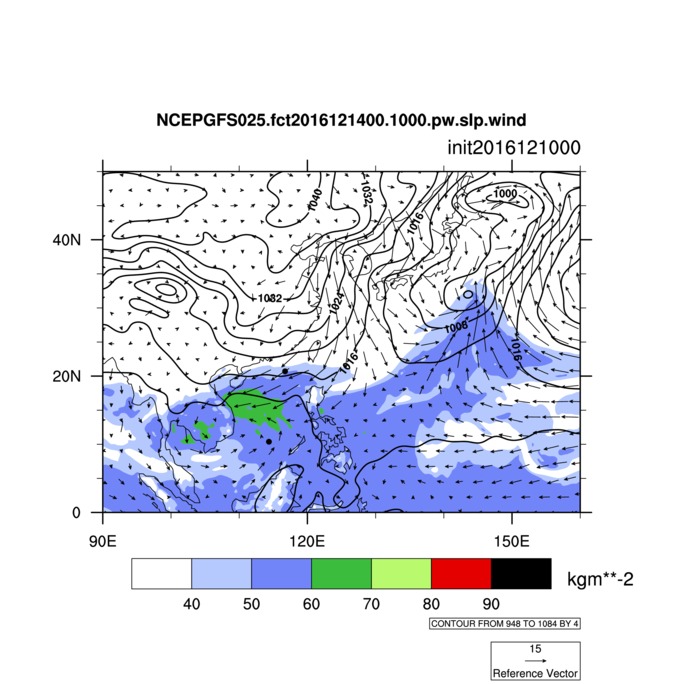 NCEPGFS025.fct2016121400.1000.pw.slp.wind
init2016121000
1040
1032
1000
1016
40N
1032
1024
1008
1016
1016
20N
0
90E 120E 150E
40 50 60 70 80 90
kgm**-2
CONTOUR FROM 948 TO 1084 BY 4
15
Reference Vector